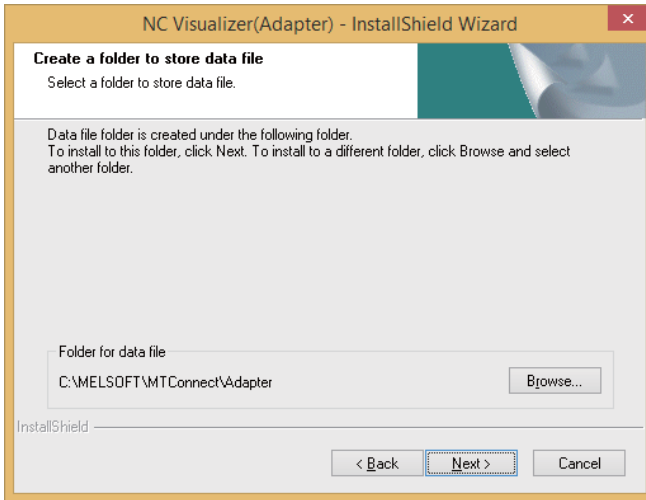 NC Visualizer(Adapter) - InstallShield Wizard
Create a folder to store data file
Select a folder to store data file.
Data file folder is created under the following folder.
To install to this folder, click Next. To install to a different folder, click Browse and select
another folder.
Folder for data file
C:\MELSOFT\MTConnect\Adapter
Browse...
InstallShield
< Back
Next >
Cancel